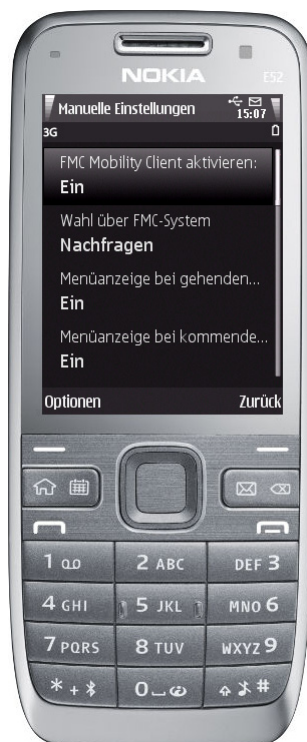 NOKIA
E52
Manuelle Einstellungen 15:07
3G
FMC Mobility Client aktivieren:
Ein
Wahl über FMC-System
Nachfragen
Menüanzeige bei gehenden...
Ein
Menüanzeige bei kommende...
Ein
Optionen Zurück
1 2 ABC DEF 3
4 GHI 5 JKL MNO 6
7 PQRS 8 TUV WXYZ 9
* + 0 #